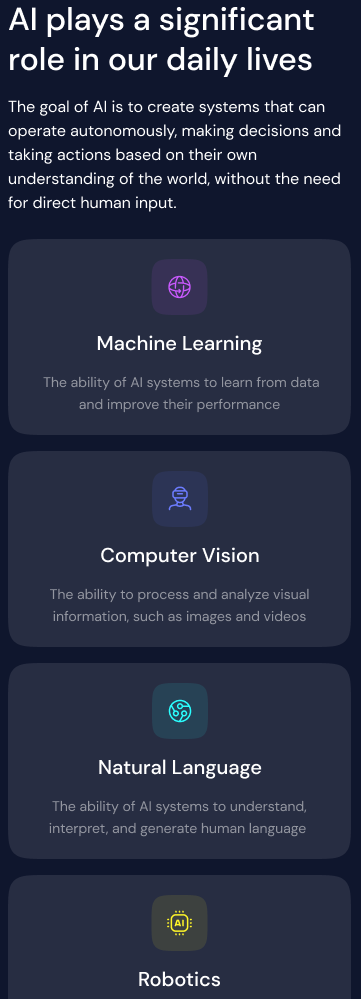 AI plays a significant
role in our daily lives
The goal of AI is to create systems that can
operate autonomously, making decisions and
taking actions based on their own
understanding of the world, without the need
for direct human input.
Machine Learning
The ability of AI systems to learn from data
and improve their performance
Computer Vision
The ability to process and analyze visual
information, such as images and videos
Natural Language
The ability of AI systems to understand,
interpret, and generate human language
AI
Robotics